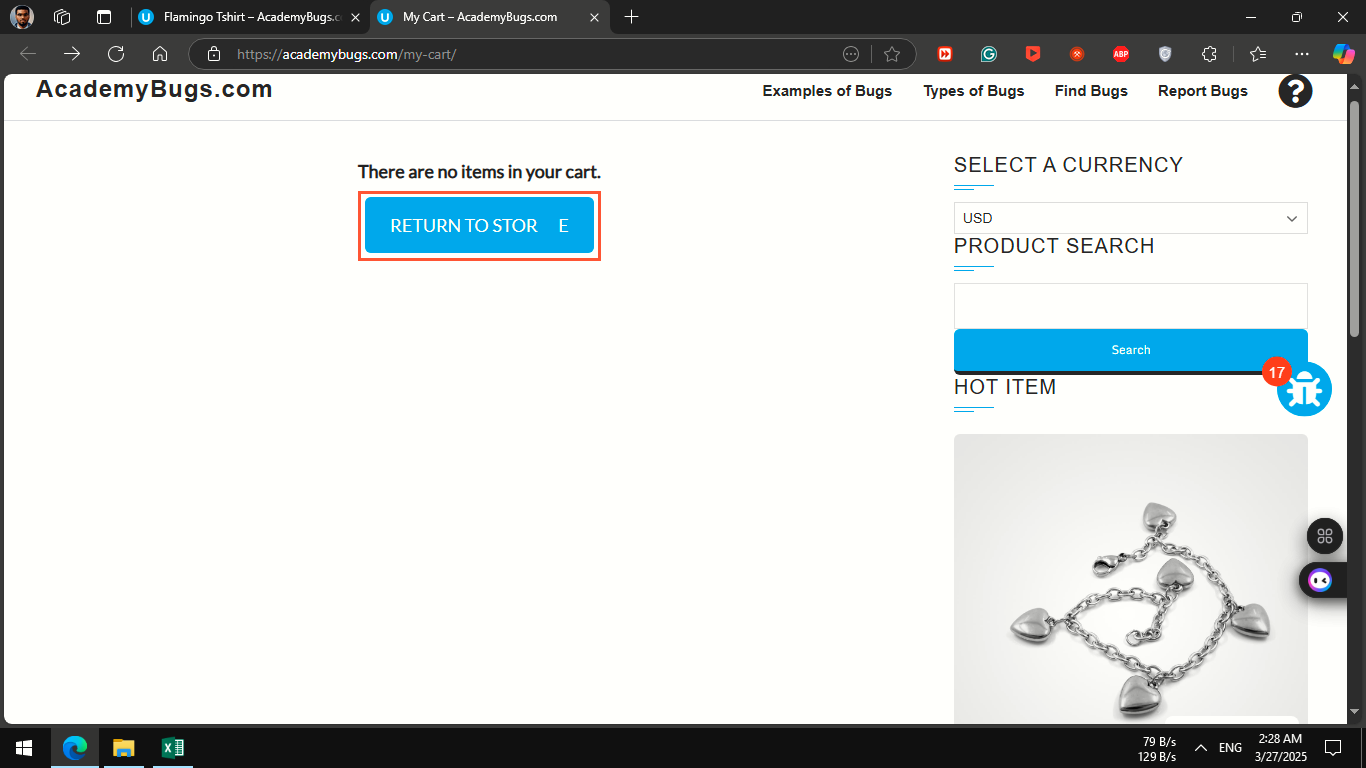 Flamingo Tshirt – AcademyBugs.c
My Cart – AcademyBugs.com
https://academybugs.com/my-cart/
ABP
AcademyBugs.com
Examples of Bugs
Types of Bugs
Find Bugs
Report Bugs
?
There are no items in your cart.
RETURN TO STOR E
SELECT A CURRENCY
USD
PRODUCT SEARCH
Search
17
HOT ITEM
79 B/s
129 B/s
ENG
2:28 AM
3/27/2025